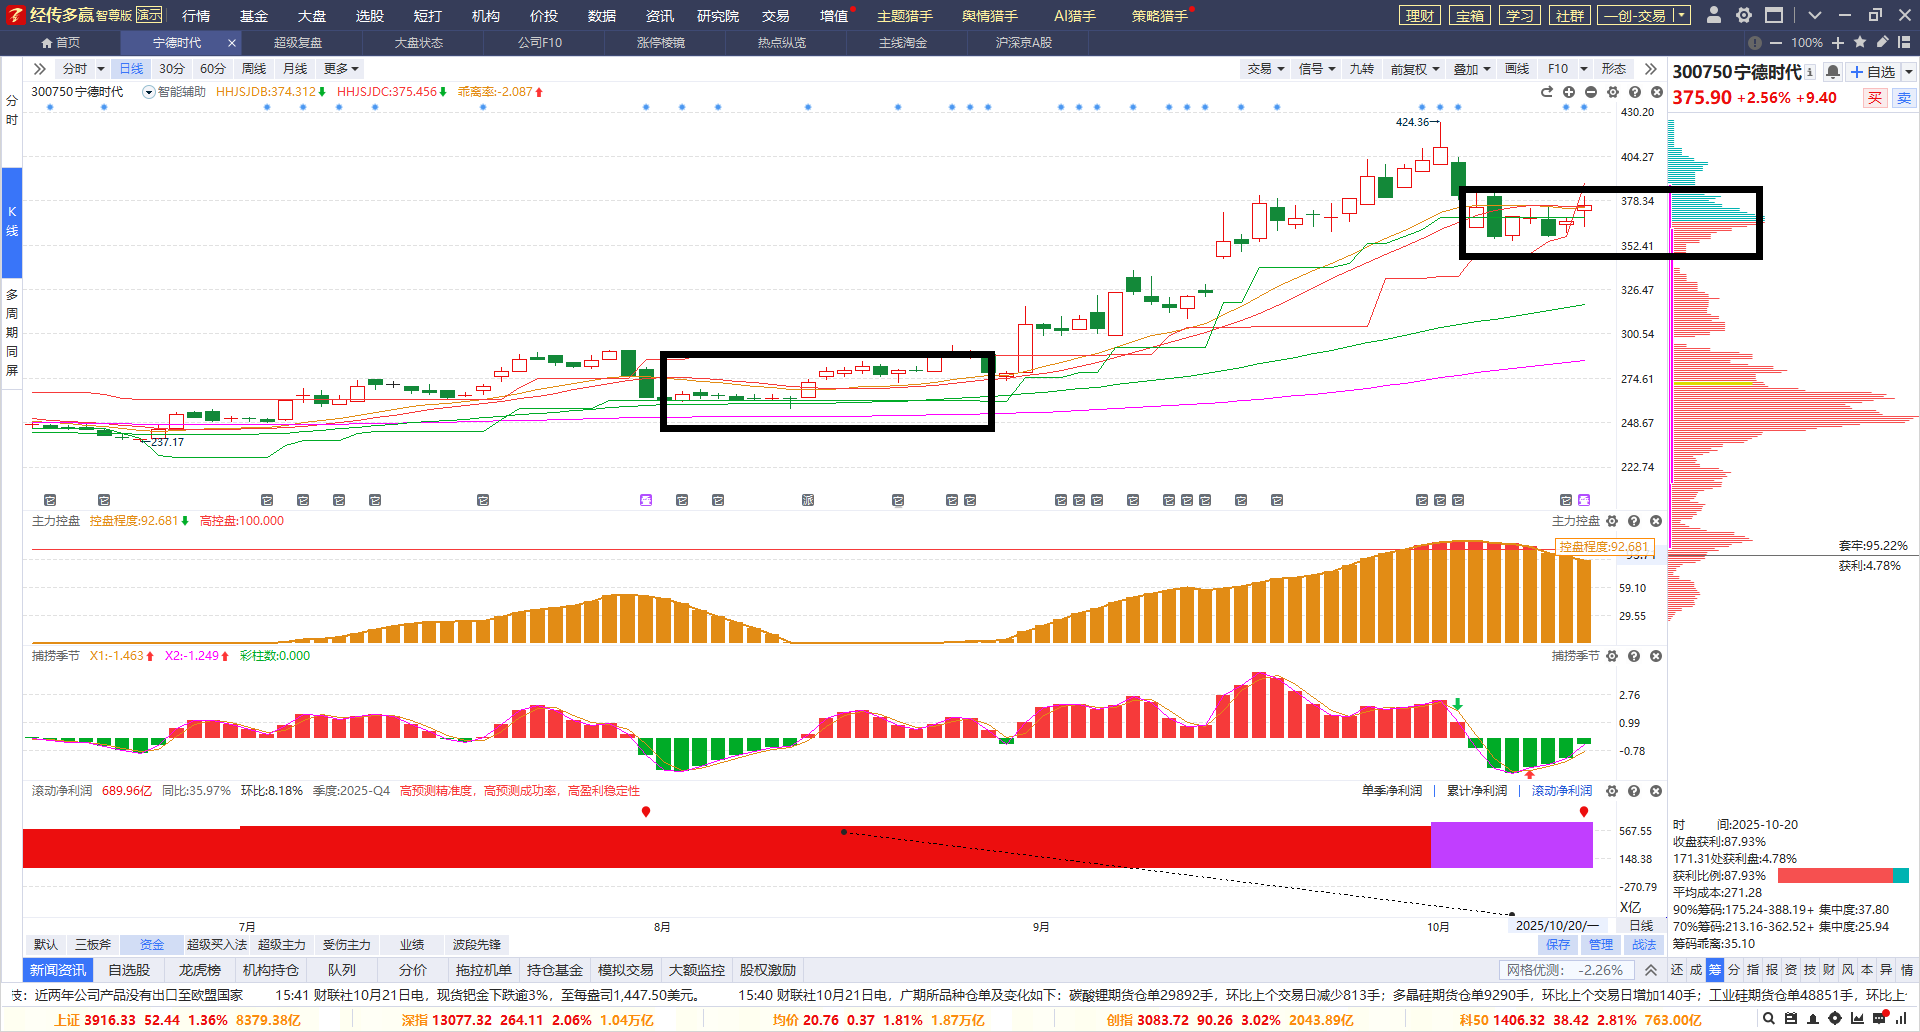 经传多赢 智尊版 演示 行情 基金 大盘 选股 短打 机构 价投 数据 资讯 研究院 交易 增值 主题猎手 舆情猎手 AI猎手 策略猎手 理财 宝箱 学习 社群 一创-交易
首页 宁德时代 超级复盘 大盘状态 公司F10 涨停棱镜 热点纵览 主线淘金 沪深京A股 100%
分时 日线 30分 60分 周线 月线 更多 交易 信号 九转 前复权 叠加 画线 F10 形态
300750宁德时代 自选
375.90 +2.56% +9.40 买 卖
300750 宁德时代 智能辅助 HHJSJDB:374.312 HHJSJDC:375.456 乖离率:-2.087
分时
K线
多周期同屏
430.20
424.36
404.27
378.34
352.41
326.47
300.54
274.61
248.67
237.17
222.74
主力控盘 控盘程度:92.681 高控盘:100.000 主力控盘
控盘程度:92.681
59.10
29.55
套牢:95.22%
获利:4.78%
捕捞季节 X1:-1.463 X2:-1.249 彩柱数:0.000 捕捞季节
2.76
0.99
-0.78
滚动净利润 689.96亿 同比:35.97% 环比:8.18% 季度:2025-Q4 高预测精准度，高预测成功率，高盈利稳定性 单季净利润 累计净利润 滚动净利润
567.55
148.38
-270.79
X亿
7月 8月 9月 10月 2025/10/20/一 日线
时 间:2025-10-20
收盘获利:87.93%
171.31处获利盘:4.78%
获利比例:87.93%
平均成本:271.28
90%筹码:175.24-388.19+ 集中度:37.80
70%筹码:213.16-362.52+ 集中度:25.94
筹码乖离:35.10
默认 三板斧 资金 超级买入法 超级主力 受伤主力 业绩 波段先锋 保存 管理 战法
新闻资讯 自选股 龙虎榜 机构持仓 队列 分价 拖拉机单 持仓基金 模拟交易 大额监控 股权激励 网格优测: -2.26% 还 成 筹 分 指 报 资 技 财 风 本 异 情
支：近两年公司产品没有出口至欧盟国家 15:41 财联社10月21日电，现货钯金下跌逾3%，至每盎司1,447.50美元。 15:40 财联社10月21日电，广期所品种仓单及变化如下：碳酸锂期货仓单29892手，环比上个交易日减少813手；多晶硅期货仓单9290手，环比上个交易日增加140手；工业硅期货仓单48851手，环比上
上证 3916.33 52.44 1.36% 8379.38亿 深指 13077.32 264.11 2.06% 1.04万亿 均价 20.76 0.37 1.81% 1.87万亿 创指 3083.72 90.26 3.02% 2043.89亿 科50 1406.32 38.42 2.81% 763.00亿